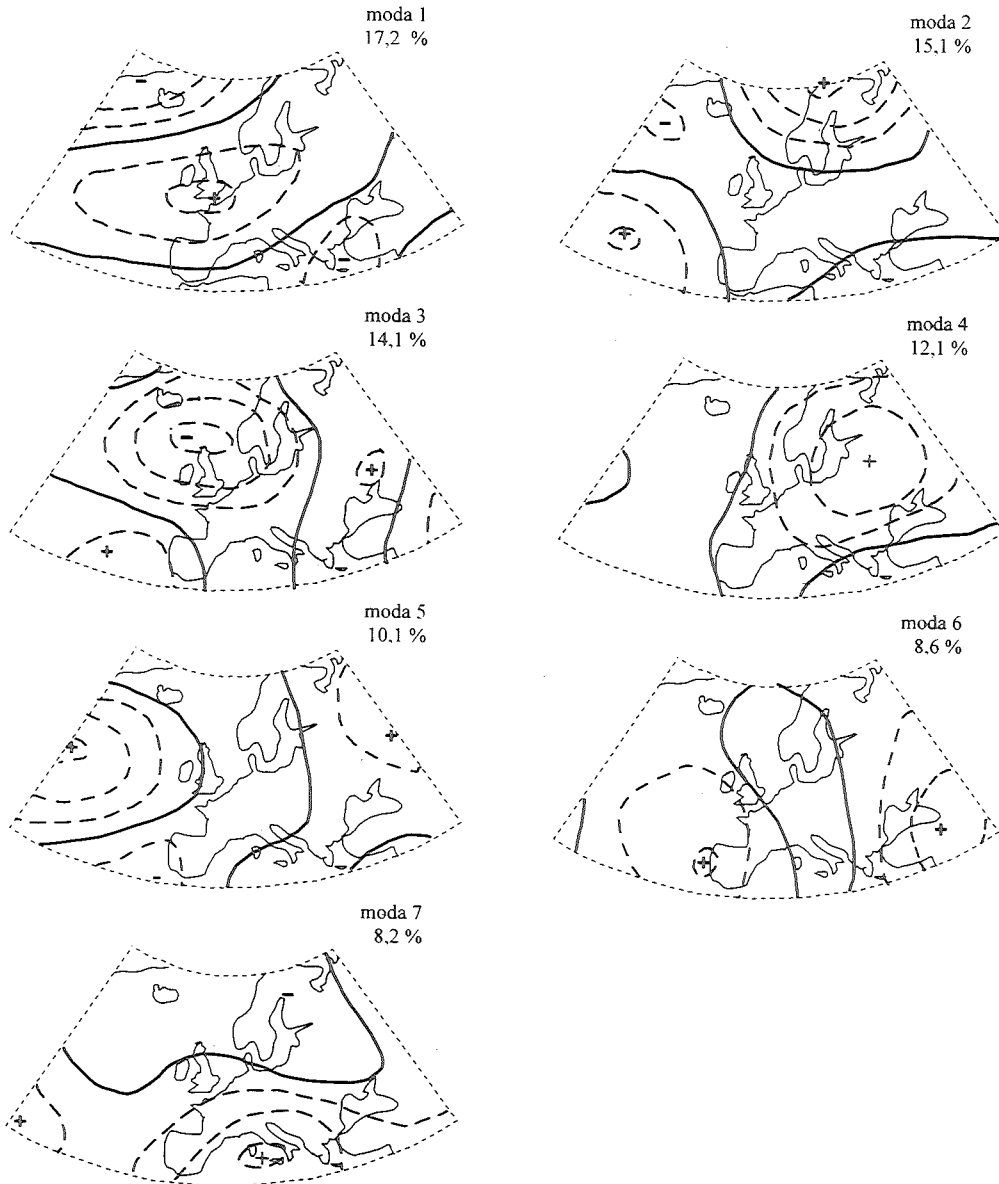 moda 1
17,2 %
moda 2
15,1 %
moda 3
14,1 %
moda 4
12,1 %
moda 5
10,1 %
moda 6
8,6 %
moda 7
8,2 %